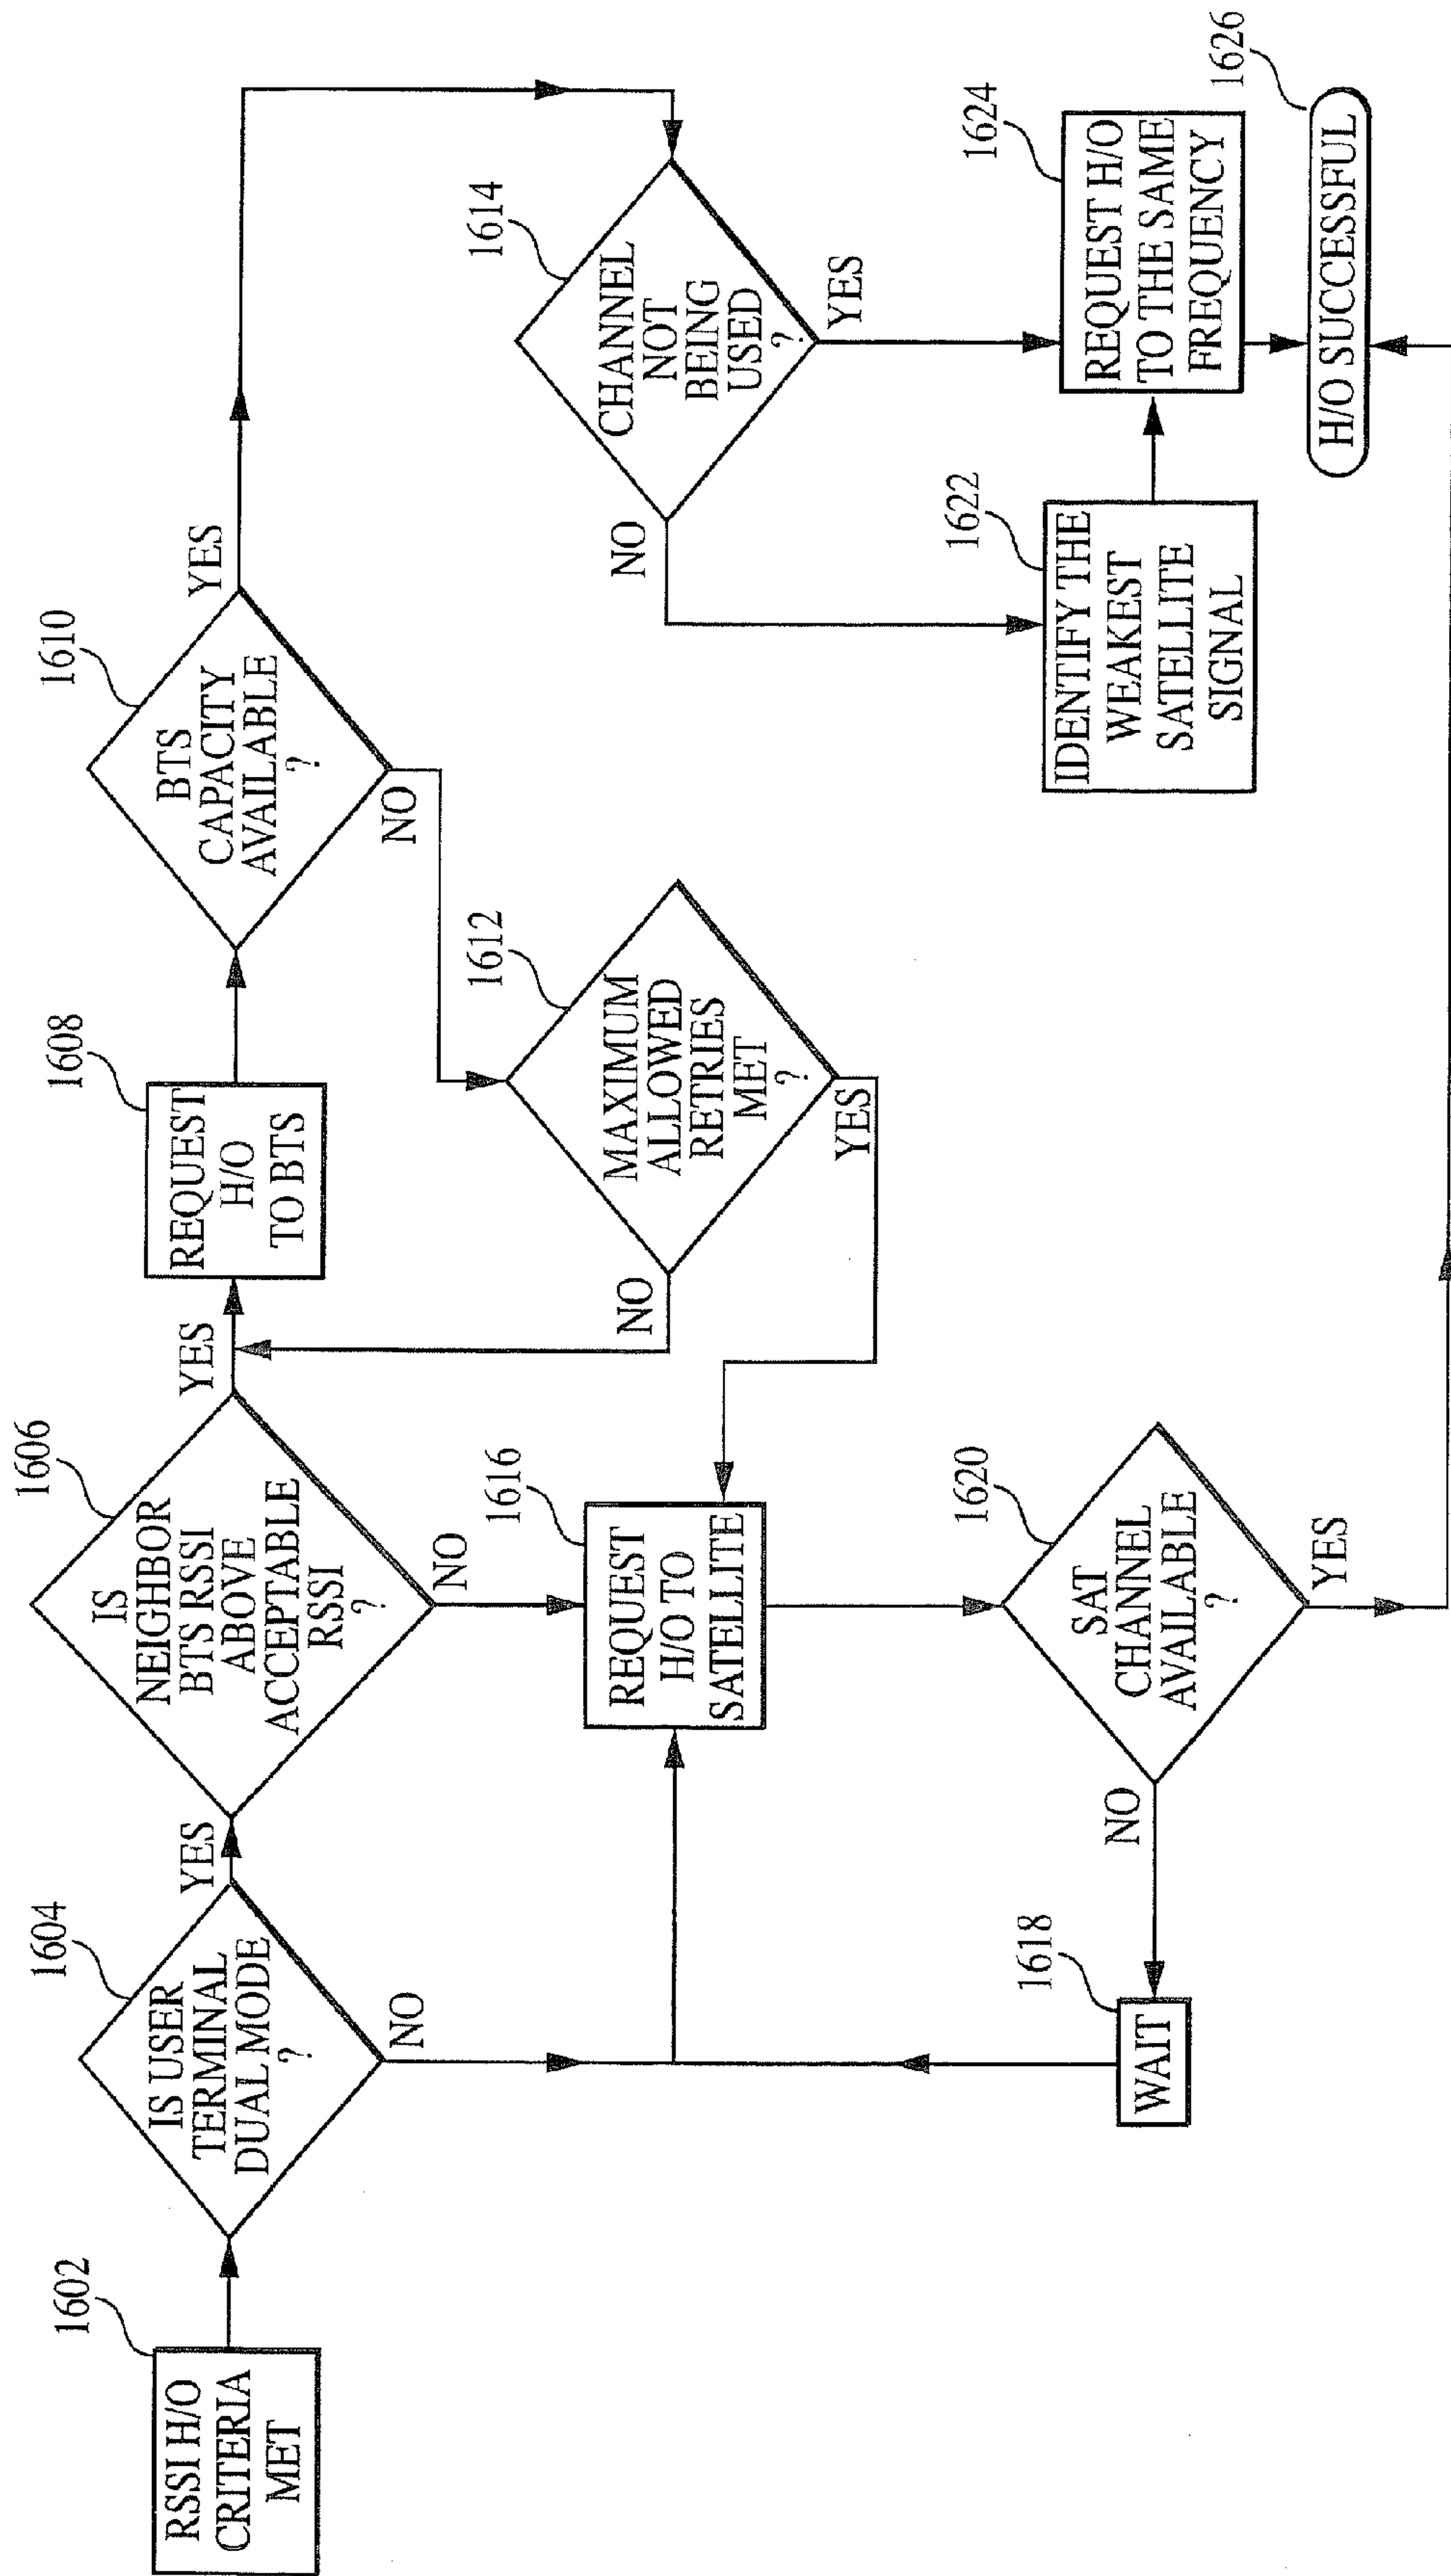 1602
RSSI H/O
CRITERIA
MET
1604
IS USER
TERMINAL
DUAL MODE
?
YES
NO
1606
IS
NEIGHBOR
BTS RSSI
ABOVE
ACCEPTABLE
RSSI
?
YES
NO
1608
REQUEST
H/O
TO BTS
1610
BTS
CAPACITY
AVAILABLE
?
YES
NO
1612
MAXIMUM
ALLOWED
RETRIES
MET
?
NO
YES
1614
CHANNEL
NOT
BEING
USED
?
NO
YES
1616
REQUEST
H/O TO
SATELLITE
1618
WAIT
1620
SAT
CHANNEL
AVAILABLE
?
NO
YES
1622
IDENTIFY THE
WEAKEST
SATELLITE
SIGNAL
1624
REQUEST H/O
TO THE SAME
FREQUENCY
1626
H/O SUCCESSFUL